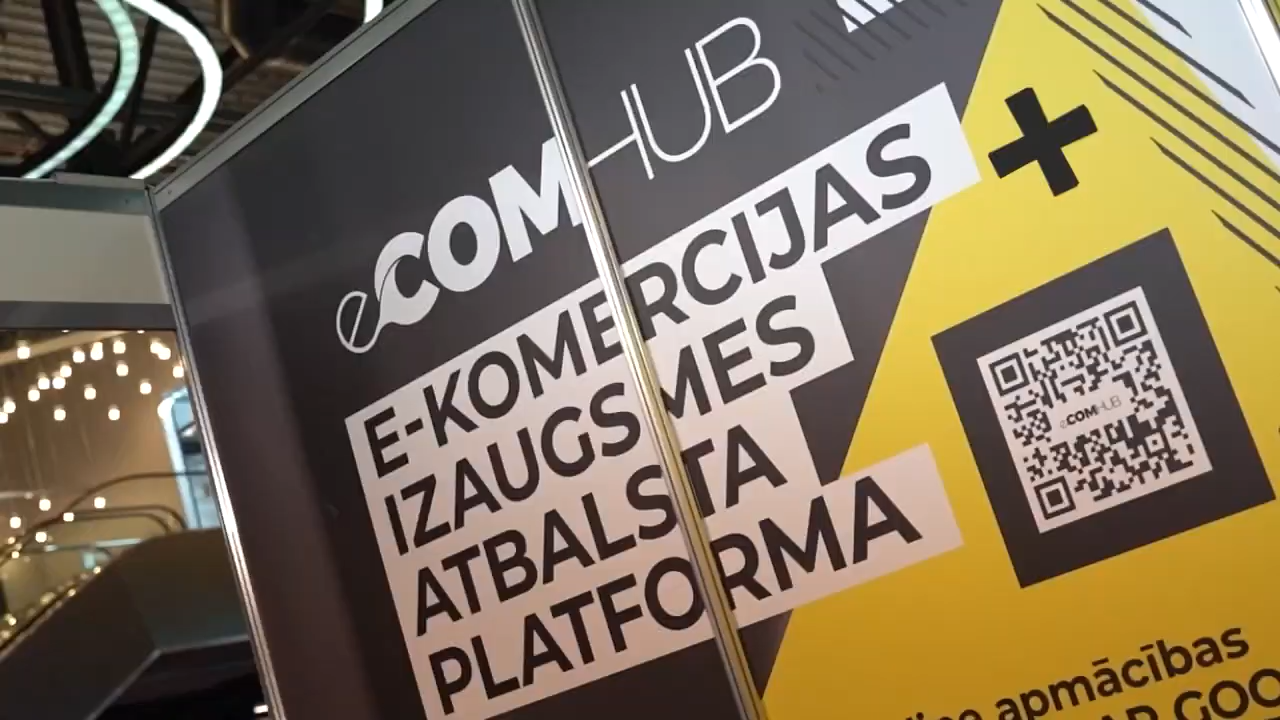 eCOMHUB
E-KOMERCIJAS
IZAUGSMES
ATBALSTA
PLATFORMA
+
eCOMHUB
apmācības